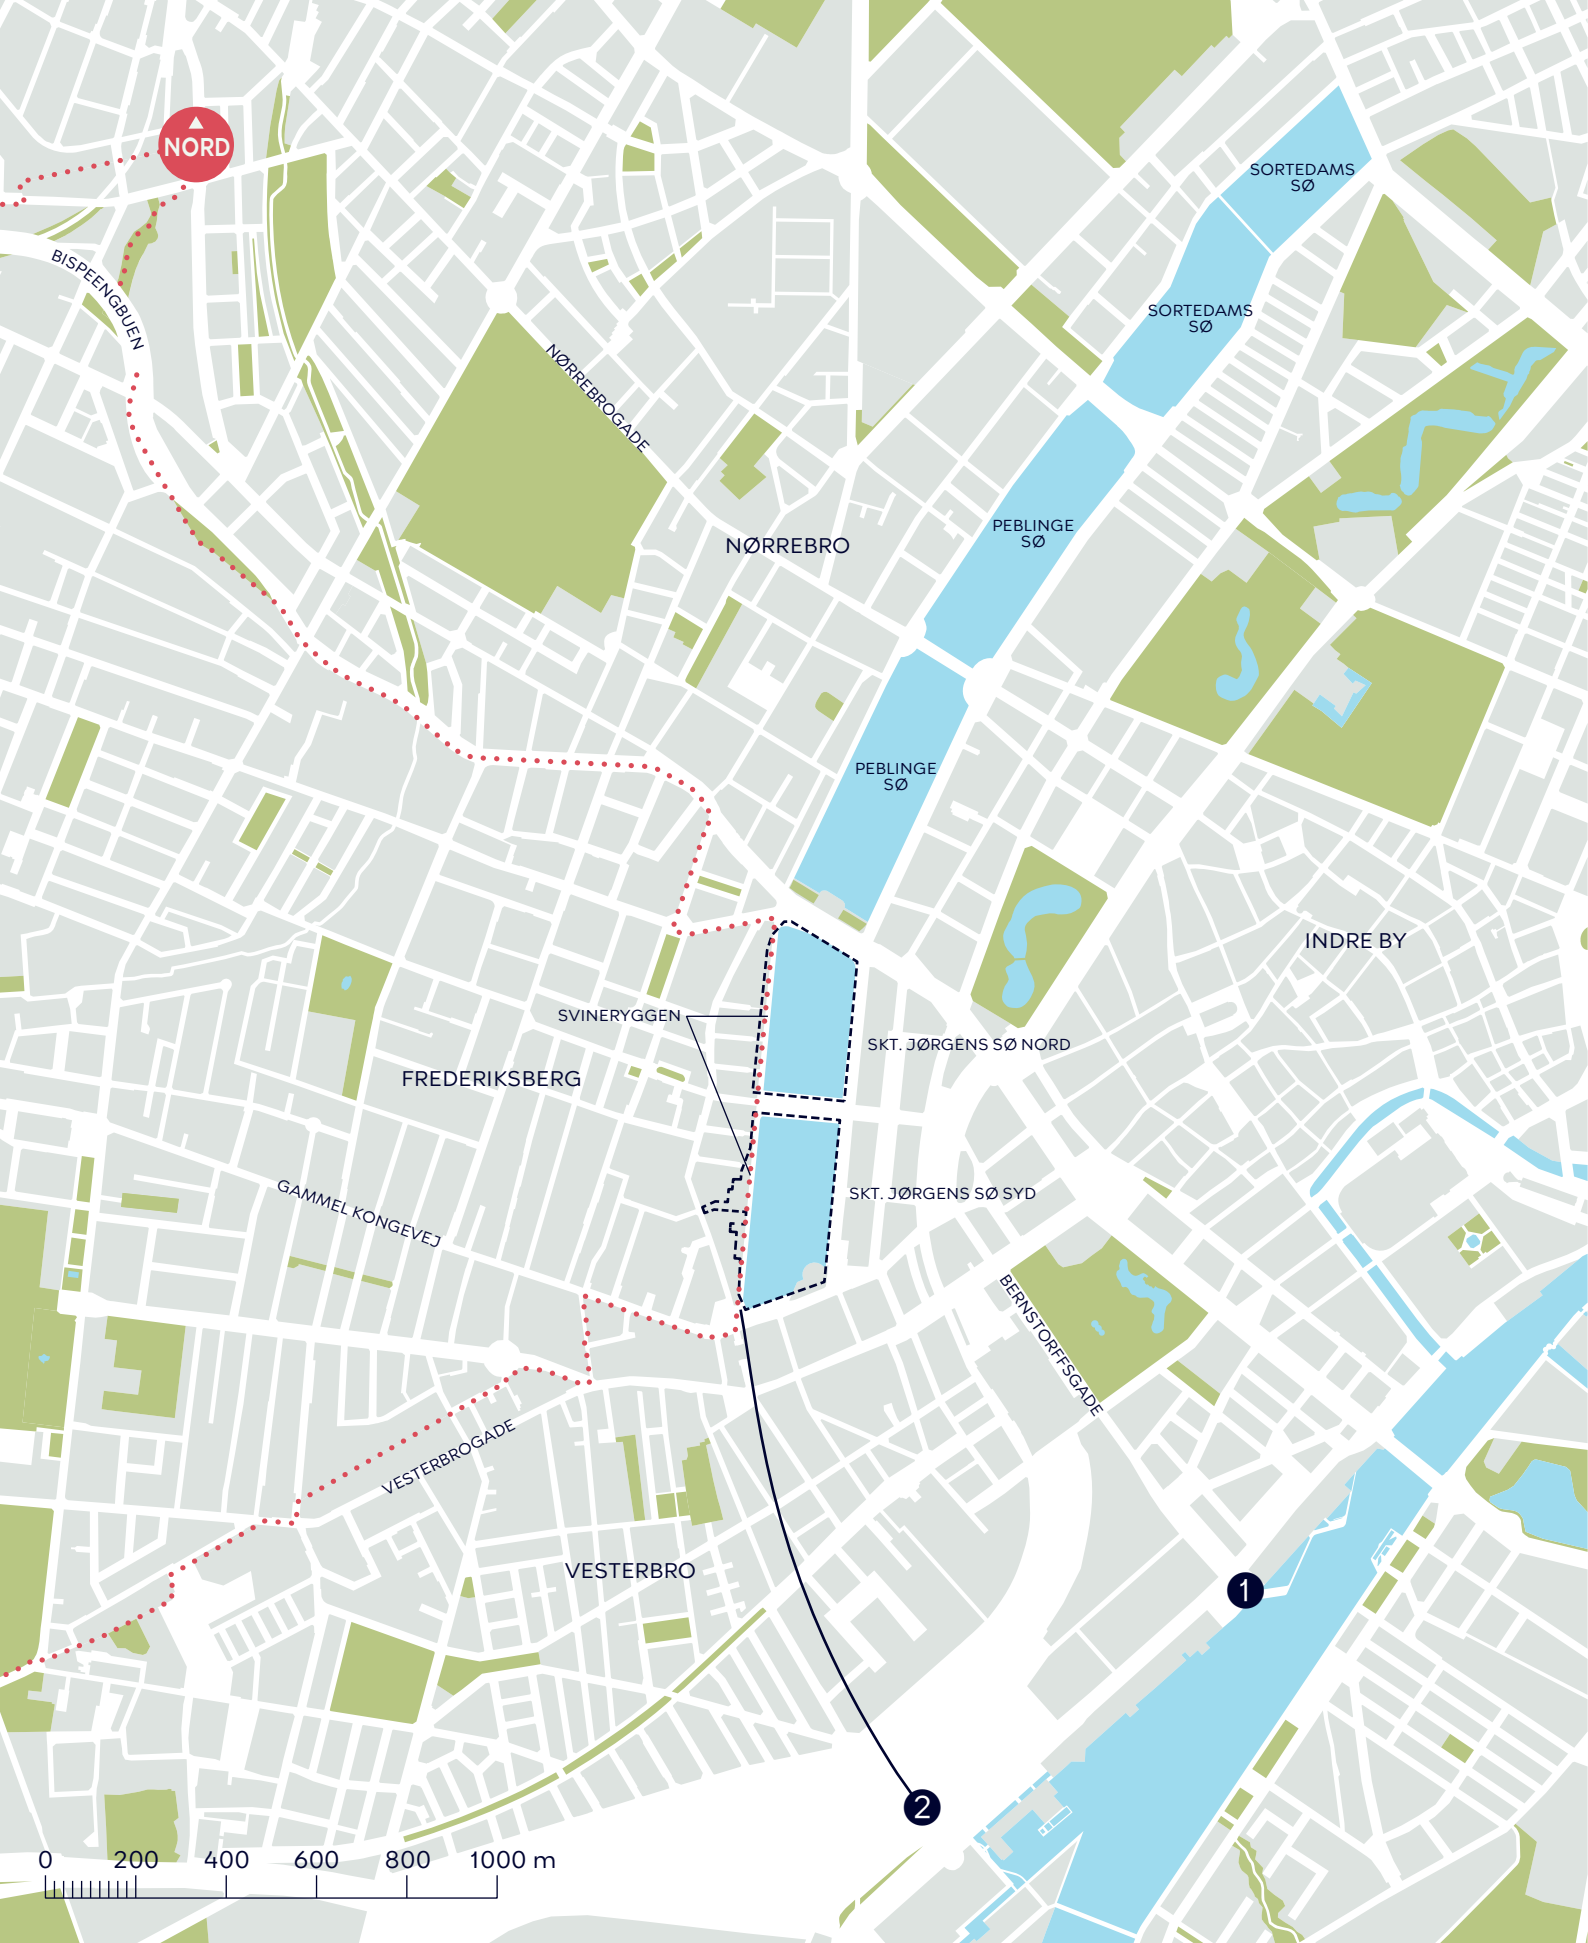 NORD
SORTEDAMS
SØ
BISPEENGBUEN
SORTEDAMS
SØ
NØRREBROGADE
PEBLINGE
SØ
NØRREBRO
PEBLINGE
SØ
INDRE BY
SVINERYGGEN
SKT. JØRGENS SØ NORD
FREDERIKSBERG
GAMMEL KONGEVEJ
SKT. JØRGENS SØ SYD
BERNSTORFFSGADE
VESTERBROGADE
VESTERBRO
1
2
0 200 400 600 800 1000 m